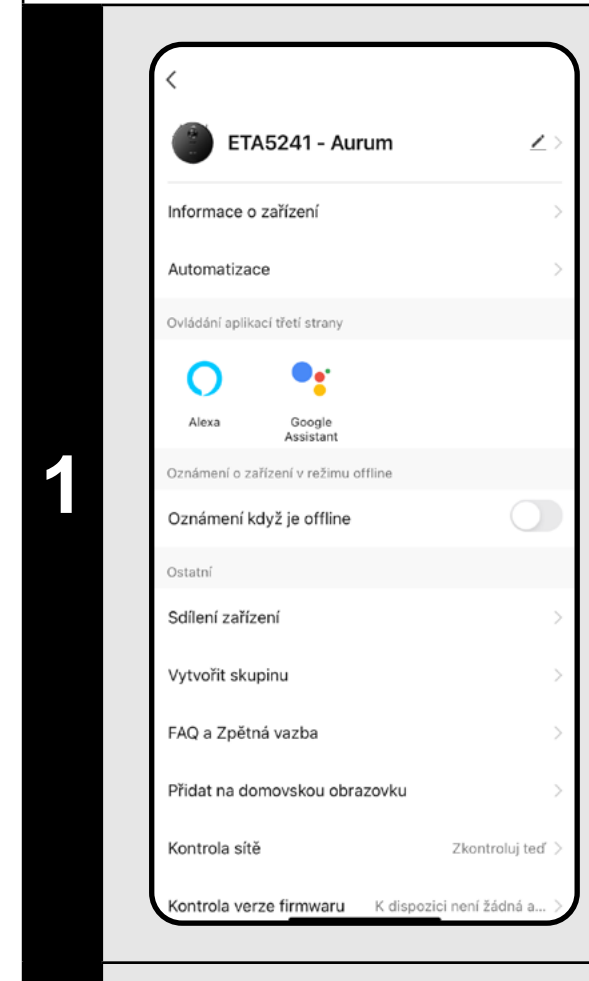 1
ETA5241 - Aurum
Informace o zařízení
Automatizace
Ovládání aplikací třetí strany
Alexa
Google
Assistant
Oznámení o zařízení v režimu offline
Oznámení když je offline
Ostatní
Sdílení zařízení
Vytvořit skupinu
FAQ a Zpětná vazba
Přidat na domovskou obrazovku
Kontrola sítě Zkontroluj teď
Kontrola verze firmwaru K dispozici není žádná a...